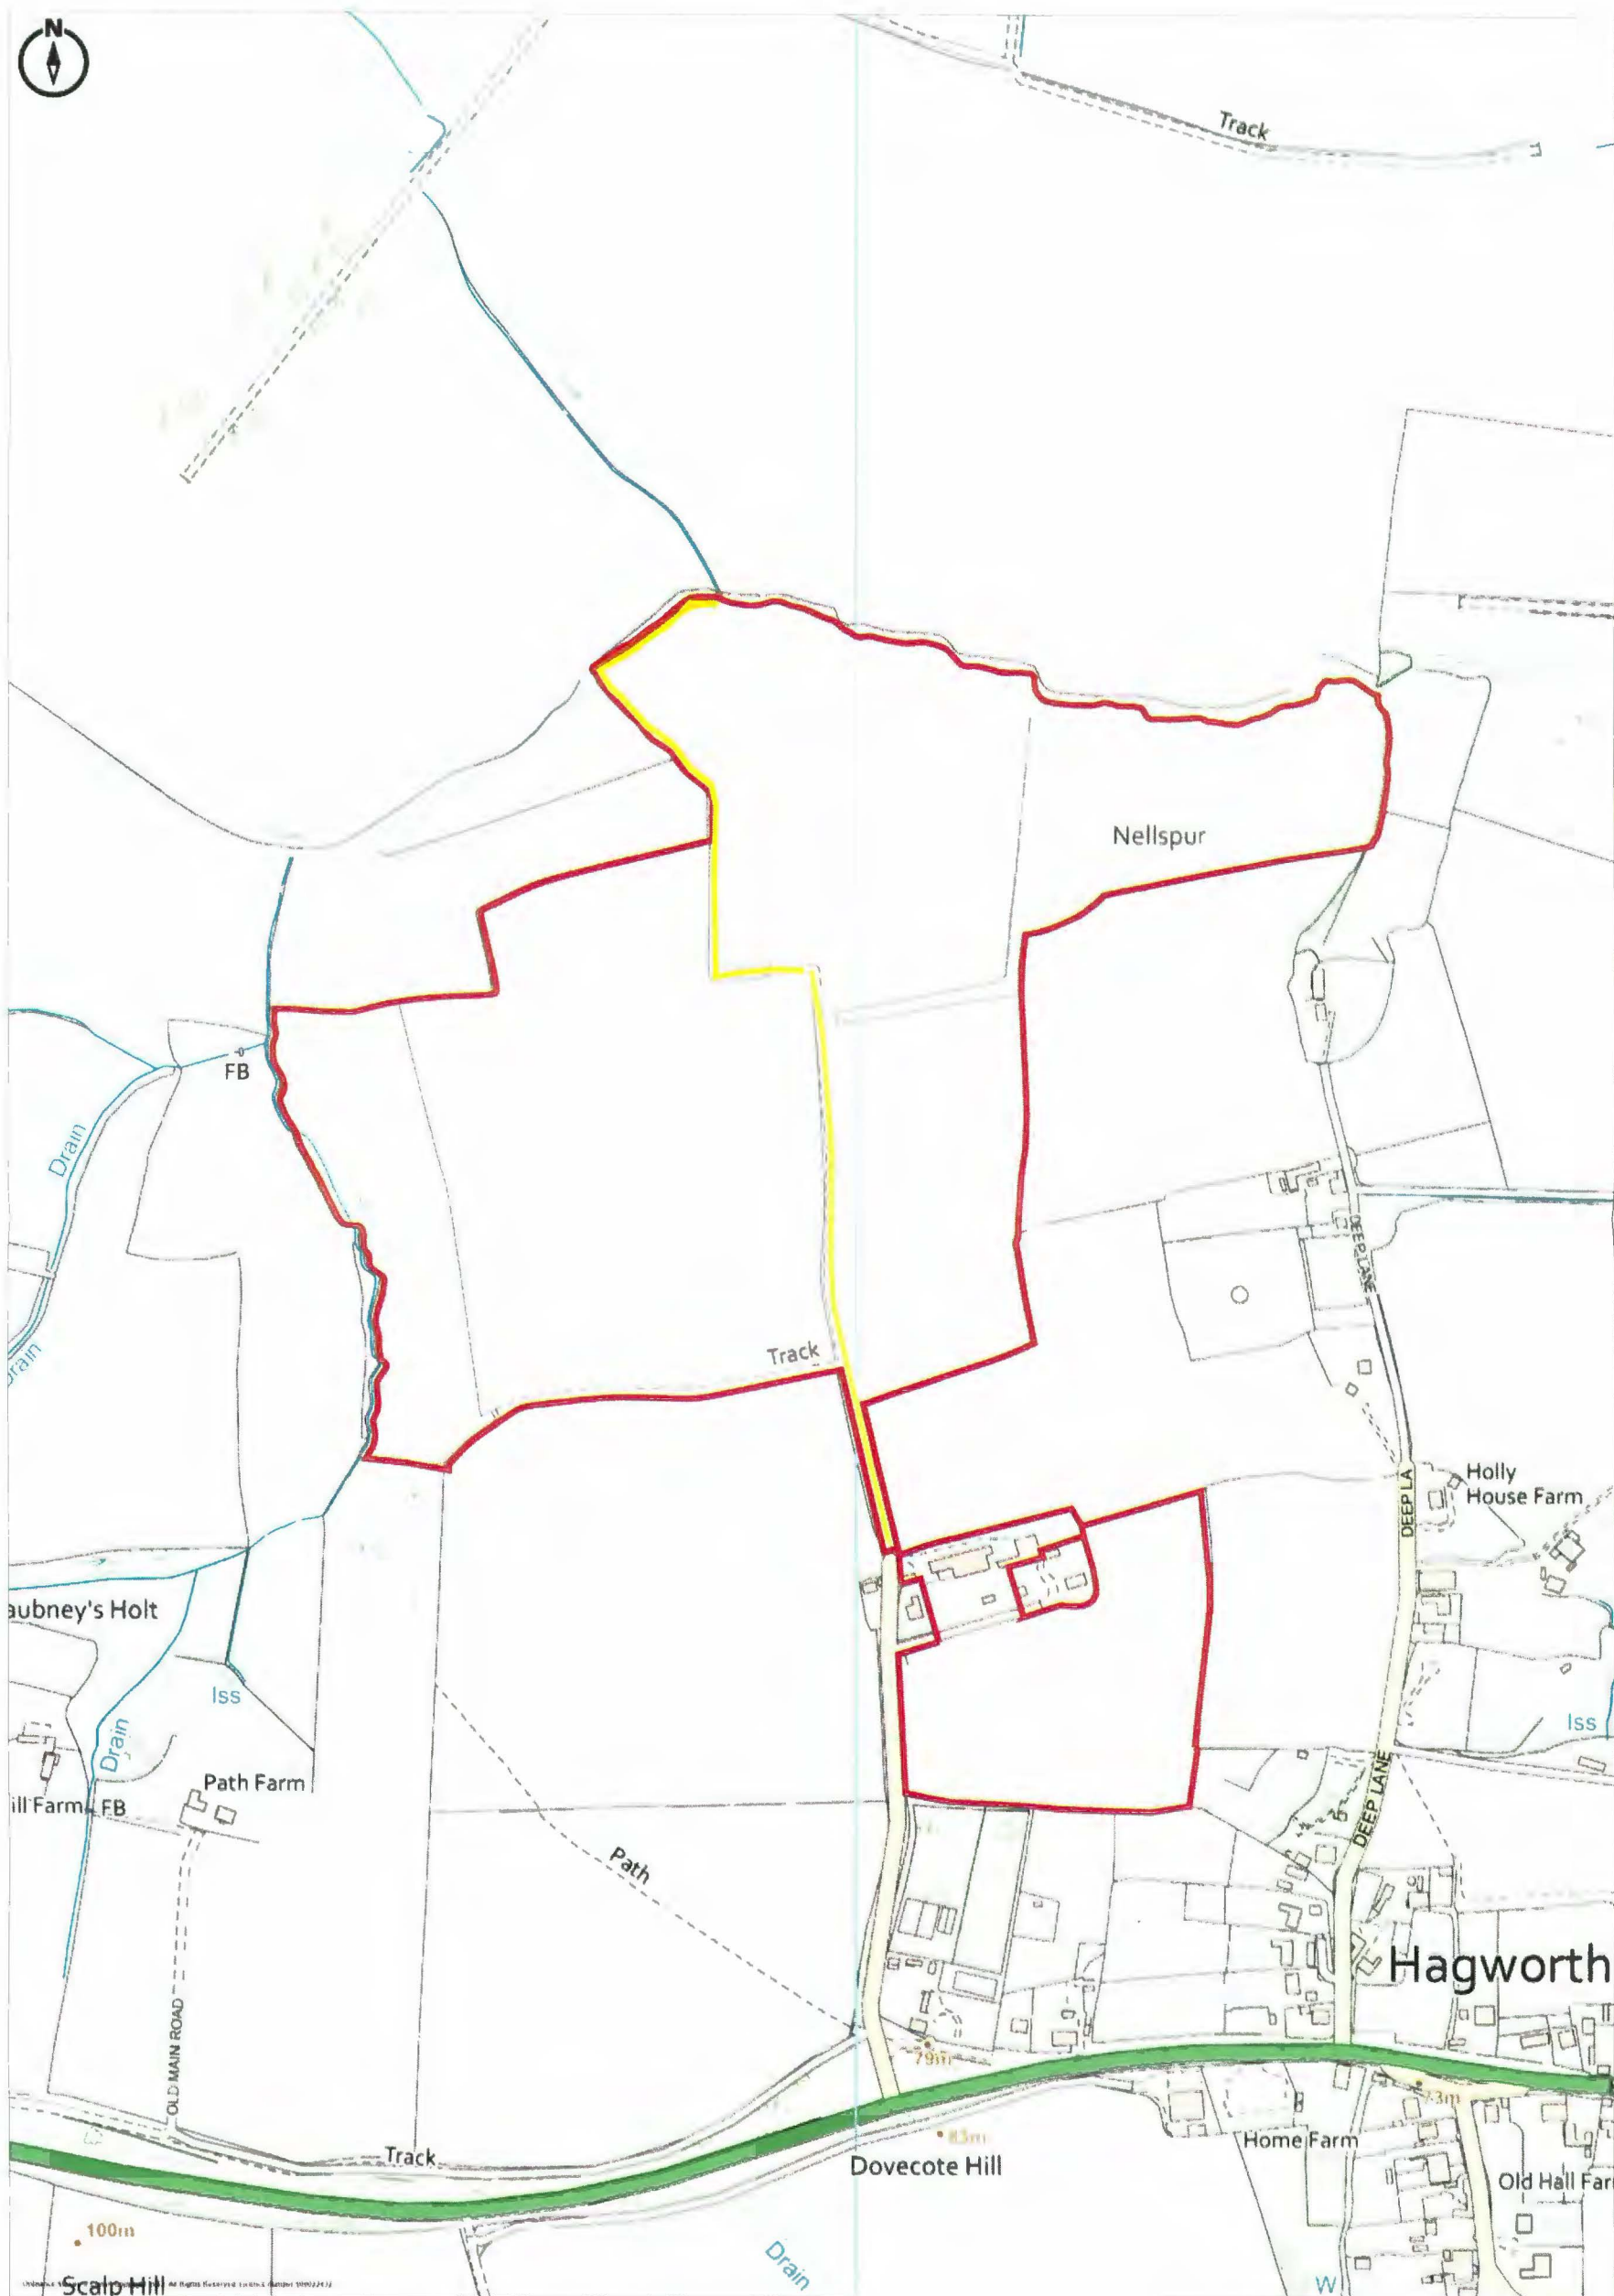 N
Track
Nellspur
FB
Drain
DEEP LANE
Drain
Track
Holly
House Farm
DEEP LA
aubney's Holt
Iss
Iss
Drain
Path Farm
ill Farm
FB
DEEP LANE
Path
Hagworth
OLD MAIN ROAD
79m
73m
Track
83m
Home Farm
Dovecote Hill
Old Hall Far
100m
Drain
Scalp Hill
W